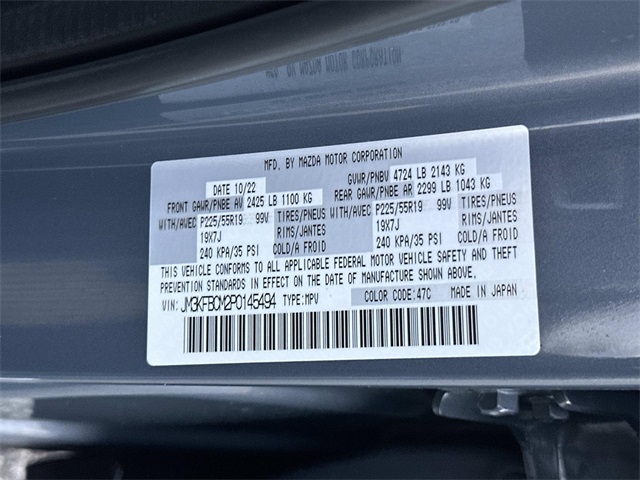 MFD. BY MAZDA MOTOR CORPORATION
DATE 10/22 GVWR/PNBV 4724 LB 2143 KG
FRONT GAWR/PNBE AV 2425 LB 1100 KG REAR GAWR/PNBE AR 2299 LB 1043 KG
WITH/AVEC P225/55R19 99V TIRES/PNEUS WITH/AVEC P225/55R19 99V TIRES/PNEUS
19X7J RIMS/JANTES 19X7J RIMS/JANTES
240 KPA/35 PSI COLD/A FROID 240 KPA/35 PSI COLD/A FROID
THIS VEHICLE CONFORMS TO ALL APPLICABLE FEDERAL MOTOR VEHICLE SAFETY AND THEFT
PREVENTION STANDARDS IN EFFECT ON THE DATE OF MANUFACTURE SHOWN ABOVE.
VIN: JM3KFBCM2P0145494 TYPE: MPV COLOR CODE: 47C MADE IN JAPAN